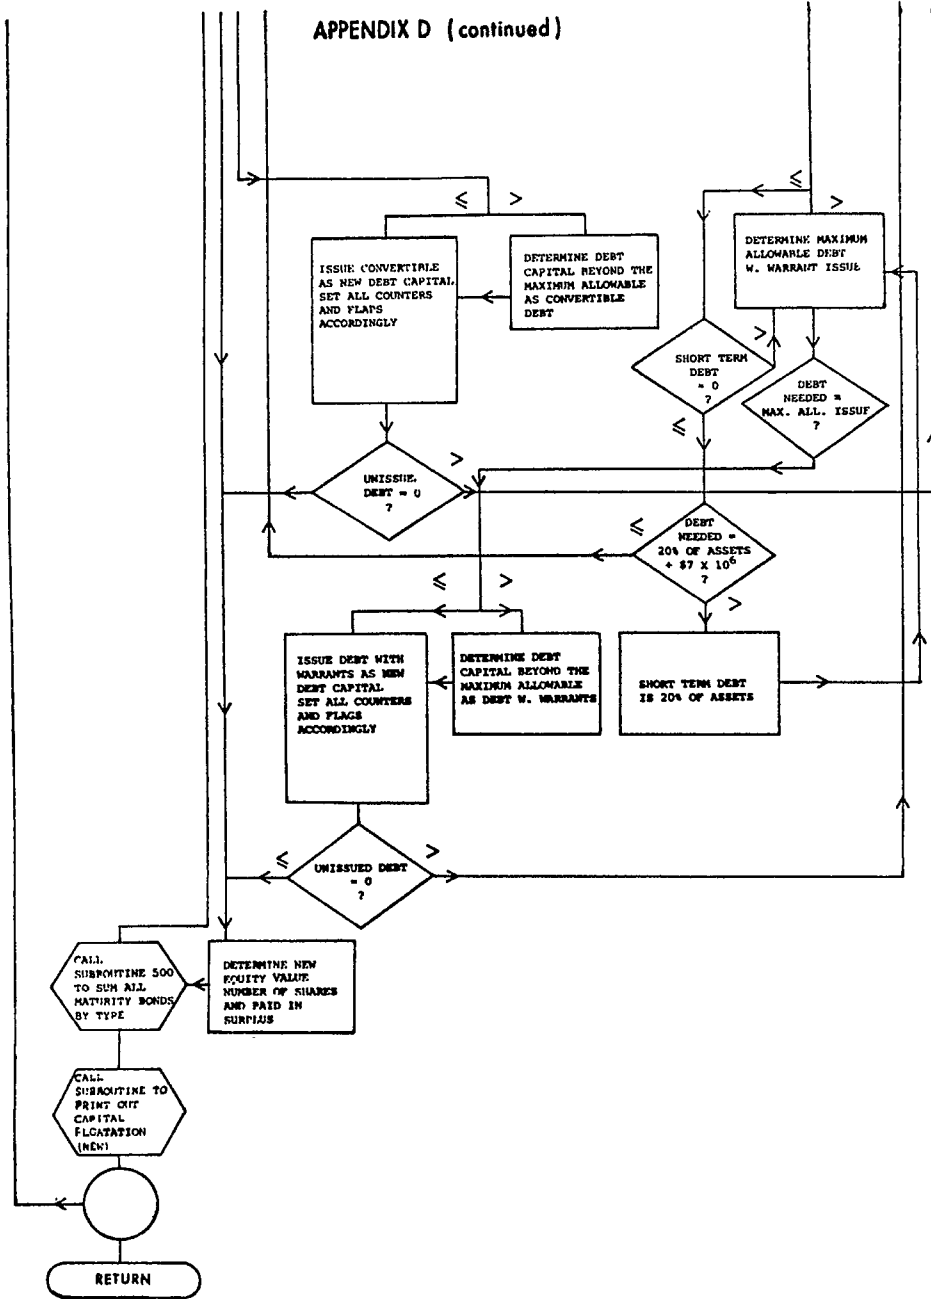 APPENDIX D (continued)
≤ >
ISSUE CONVERTIBLE
AS NEW DEBT CAPITAL
SET ALL COUNTERS
AND FLAPS
ACCORDINGLY
DETERMINE DEBT
CAPITAL BEYOND THE
MAXIMUM ALLOWABLE
AS CONVERTIBLE
DEBT
≤
>
DETERMINE MAXIMUM
ALLOWABLE DEBT
W. WARRANT ISSUE
SHORT TERM
DEBT
= 0
?
>
≤
DEBT
NEEDED =
MAX. ALL. ISSUE
?
UNISSUE.
DEBT = 0
?
>
DEBT
NEEDED =
20% OF ASSETS
+ $7 X 10⁶
?
≤
>
≤ >
ISSUE DEBT WITH
WARRANTS AS NEW
DEBT CAPITAL
SET ALL COUNTERS
AND FLAGS
ACCORDINGLY
DETERMINE DEBT
CAPITAL BEYOND THE
MAXIMUM ALLOWABLE
AS DEBT W. WARRANTS
SHORT TERM DEBT
IS 20% OF ASSETS
UNISSUED DEBT
= 0
?
≤
>
CALL
SUBROUTINE 500
TO SUM ALL
MATURITY BONDS
BY TYPE
DETERMINE NEW
EQUITY VALUE
NUMBER OF SHARES
AND PAID IN
SURPLUS
CALL
SUBROUTINE TO
PRINT OUT
CAPITAL
FLOATATION
(NEW)
RETURN